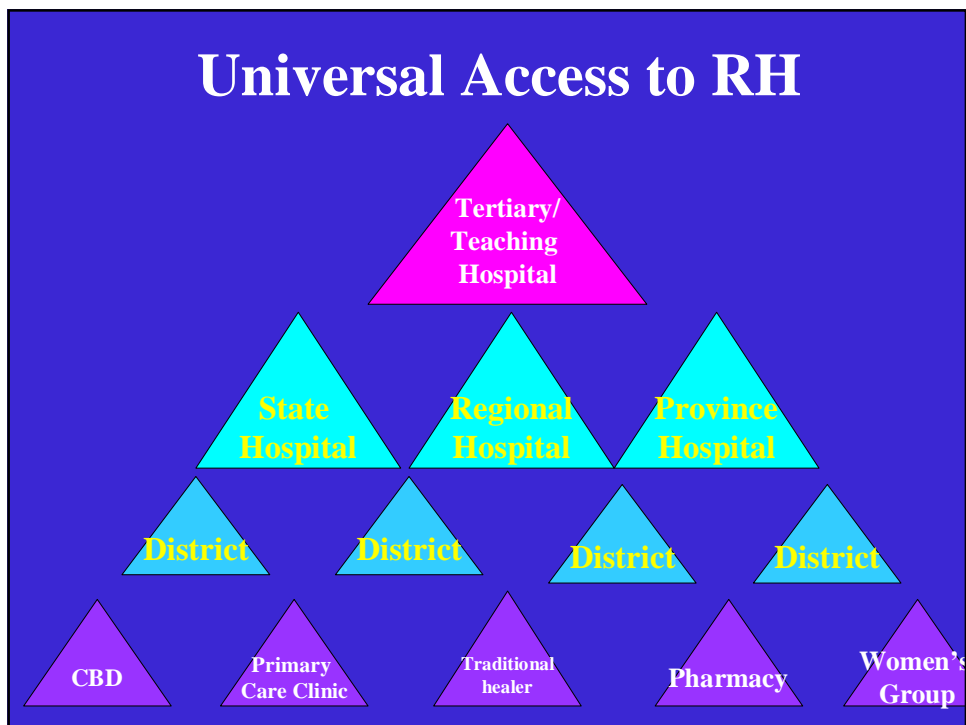 Universal Access to RH
Tertiary/
Teaching
Hospital
State
Hospital
Regional
Hospital
Province
Hospital
District
District
District
District
CBD
Primary
Care Clinic
Traditional
healer
Pharmacy
Women's
Group